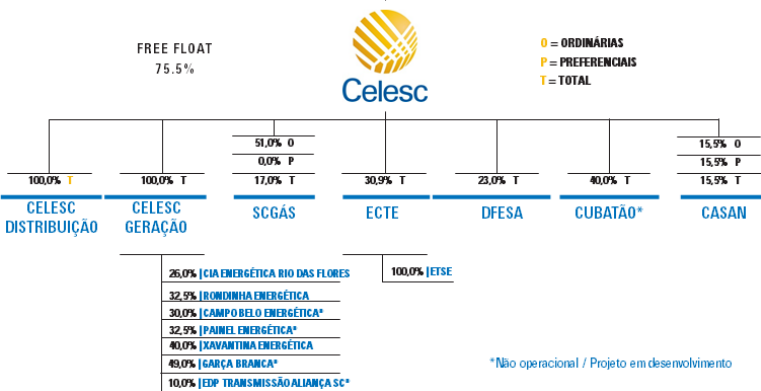 FREE FLOAT
75.5%
Celesc
O = ORDINÁRIAS
P = PREFERENCIAIS
T = TOTAL
100,0% T
CELESC
DISTRIBUIÇÃO
100,0% T
CELESC
GERAÇÃO
51,0% O
0,0% P
17,0% T
SCGÁS
30,9% T
ECTE
23,0% T
DFESA
40,0% T
CUBATÃO*
15,5% O
15,5% P
15,5% T
CASAN
26,0% | CIA ENERGÉTICA RIO DAS FLORES
32,5% | RONDINHA ENERGÉTICA
30,0% | CAMPO BELO ENERGÉTICA*
32,5% | PAINEL ENERGÉTICA*
40,0% | XAVANTINA ENERGÉTICA
49,0% | GARÇA BRANCA*
10,0% | EDP TRANSMISSÃO ALIANÇA SC*
100,0% | ETSE
*Não operacional / Projeto em desenvolvimento